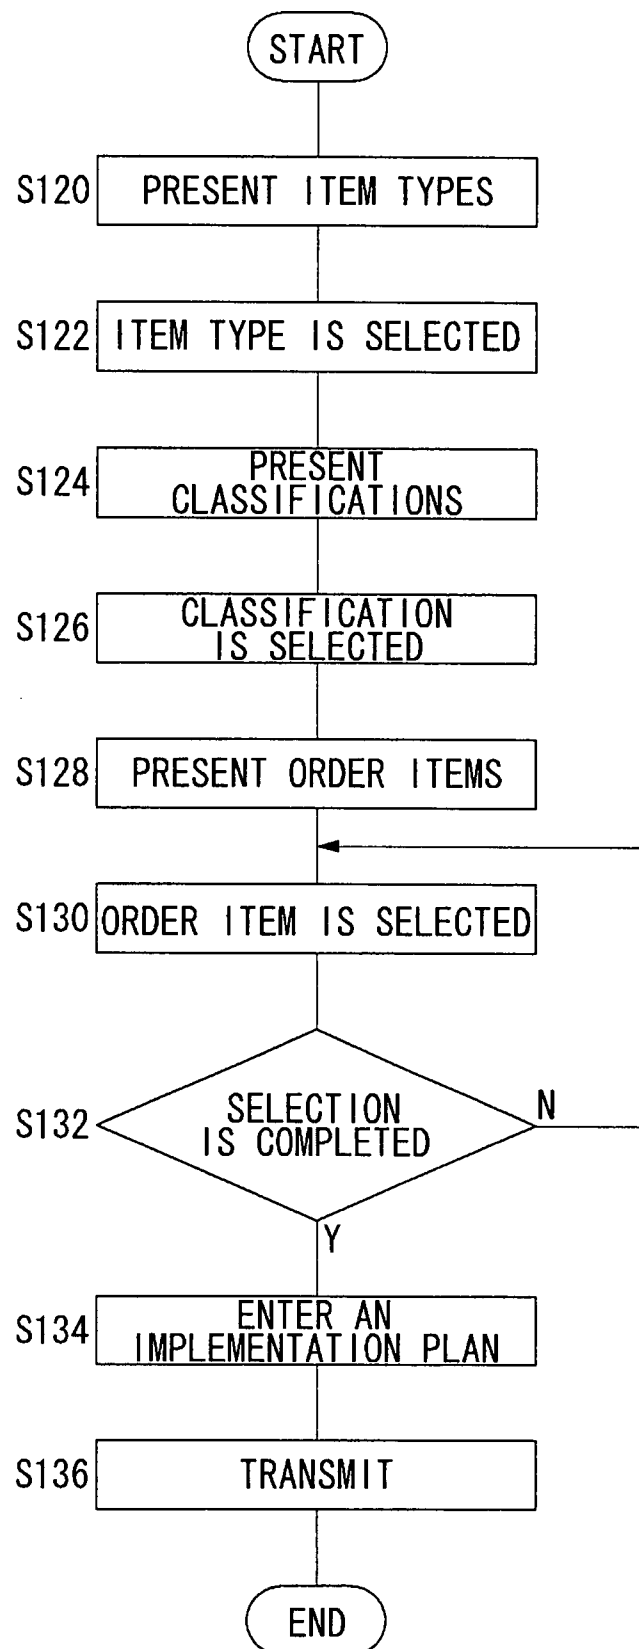 START
S120 PRESENT ITEM TYPES
S122 ITEM TYPE IS SELECTED
S124 PRESENT
CLASSIFICATIONS
S126 CLASSIFICATION
IS SELECTED
S128 PRESENT ORDER ITEMS
S130 ORDER ITEM IS SELECTED
S132 SELECTION
IS COMPLETED
N
Y
S134 ENTER AN
IMPLEMENTATION PLAN
S136 TRANSMIT
END